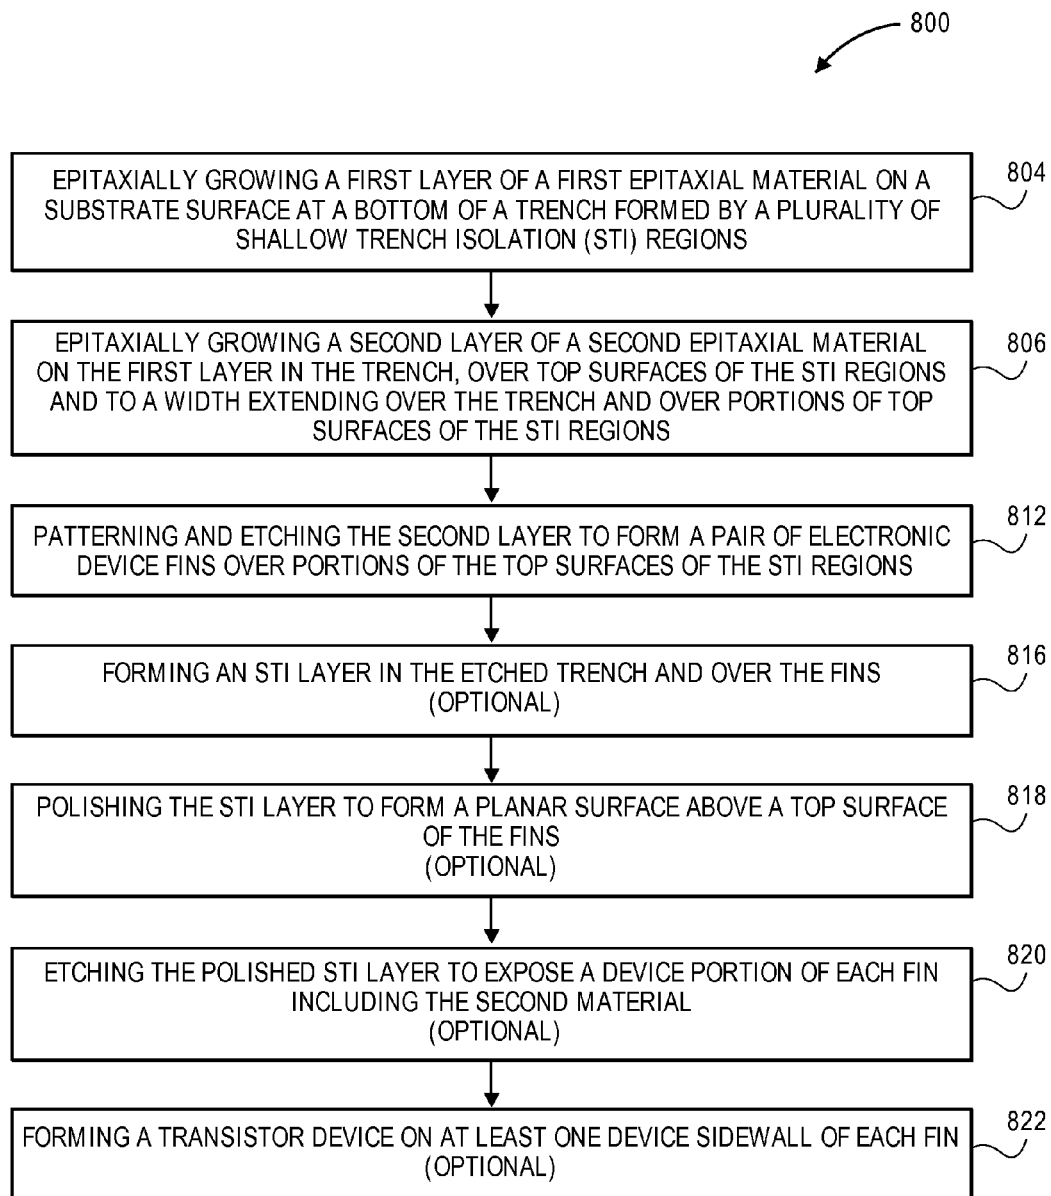 800
EPITAXIALLY GROWING A FIRST LAYER OF A FIRST EPITAXIAL MATERIAL ON A
SUBSTRATE SURFACE AT A BOTTOM OF A TRENCH FORMED BY A PLURALITY OF
SHALLOW TRENCH ISOLATION (STI) REGIONS
804
EPITAXIALLY GROWING A SECOND LAYER OF A SECOND EPITAXIAL MATERIAL
ON THE FIRST LAYER IN THE TRENCH, OVER TOP SURFACES OF THE STI REGIONS
AND TO A WIDTH EXTENDING OVER THE TRENCH AND OVER PORTIONS OF TOP
SURFACES OF THE STI REGIONS
806
PATTERNING AND ETCHING THE SECOND LAYER TO FORM A PAIR OF ELECTRONIC
DEVICE FINS OVER PORTIONS OF THE TOP SURFACES OF THE STI REGIONS
812
FORMING AN STI LAYER IN THE ETCHED TRENCH AND OVER THE FINS
(OPTIONAL)
816
POLISHING THE STI LAYER TO FORM A PLANAR SURFACE ABOVE A TOP SURFACE
OF THE FINS
(OPTIONAL)
818
ETCHING THE POLISHED STI LAYER TO EXPOSE A DEVICE PORTION OF EACH FIN
INCLUDING THE SECOND MATERIAL
(OPTIONAL)
820
FORMING A TRANSISTOR DEVICE ON AT LEAST ONE DEVICE SIDEWALL OF EACH FIN
(OPTIONAL)
822